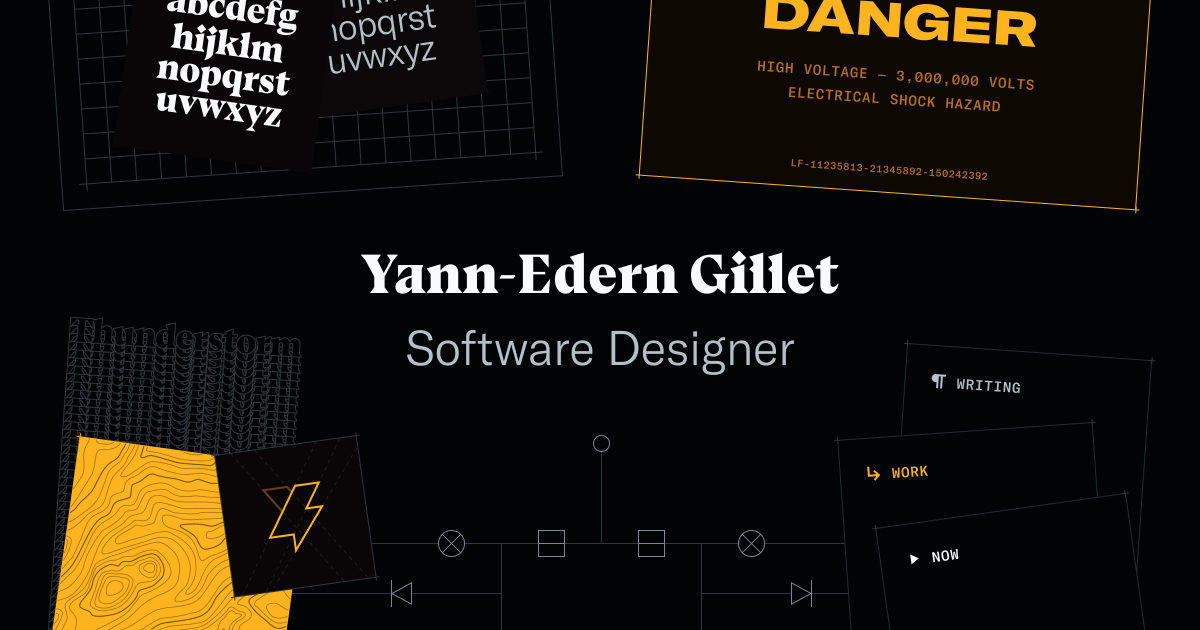 abcdefg
hijklm
nopqrst
uvwxyz
nopqrst
uvwxyz
DANGER
HIGH VOLTAGE — 3,000,000 VOLTS
ELECTRICAL SHOCK HAZARD
LF-11235813-21345892-150242392
Yann-Edern Gillet
Software Designer
Thunderstorm
¶ WRITING
↳ WORK
▶ NOW